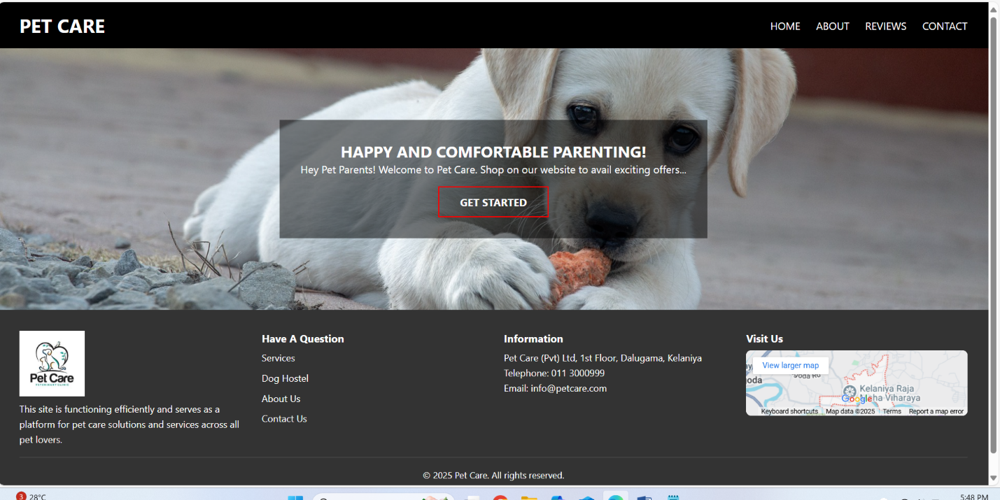 PET CARE
HOME ABOUT REVIEWS CONTACT
HAPPY AND COMFORTABLE PARENTING!
Hey Pet Parents! Welcome to Pet Care. Shop on our website to avail exciting offers...
GET STARTED
Pet Care
VETERINARY CLINIC
This site is functioning efficiently and serves as a
platform for pet care solutions and services across all
pet lovers.
Have A Question
Services
Dog Hostel
About Us
Contact Us
Information
Pet Care (Pvt) Ltd, 1st Floor, Dalugama, Kelaniya
Telephone: 011 3000999
Email: info@petcare.com
Visit Us
View larger map
Kelaniya Raja
Maha Viharaya
Google
Keyboard shortcuts Map data ©2025 Terms Report a map error
© 2025 Pet Care. All rights reserved.
3 28°C
5:48 PM